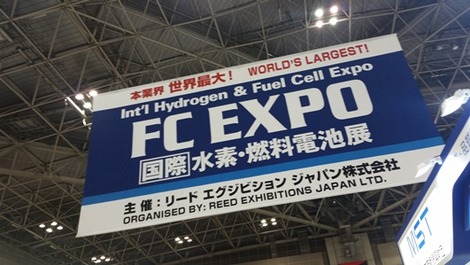 本業界 世界最大！ WORLD'S LARGEST!
Int'l Hydrogen & Fuel Cell Expo
FC EXPO
国際 水素・燃料電池展
主催：リード エグジビション ジャパン株式会社
ORGANISED BY: REED EXHIBITIONS JAPAN LTD.